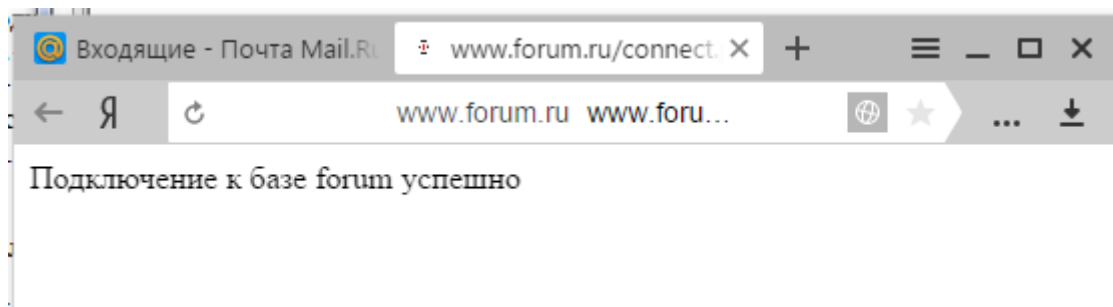 Входящие - Почта Mail.Ru
www.forum.ru/connect.
Я
www.forum.ru www.foru...
Подключение к базе forum успешно